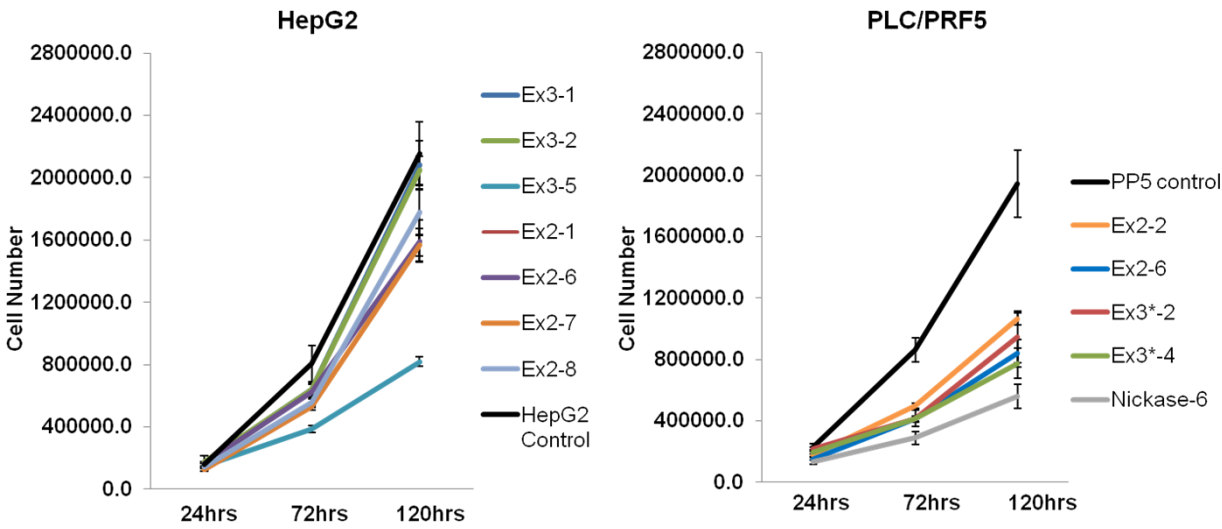 HepG2
2800000.0
2400000.0
2000000.0
1600000.0
1200000.0
800000.0
400000.0
0.0
Cell Number
24hrs
72hrs
120hrs
Ex3-1
Ex3-2
Ex3-5
Ex2-1
Ex2-6
Ex2-7
Ex2-8
HepG2
Control
PLC/PRF5
2800000.0
2400000.0
2000000.0
1600000.0
1200000.0
800000.0
400000.0
0.0
Cell Number
24hrs
72hrs
120hrs
PP5 control
Ex2-2
Ex2-6
Ex3*-2
Ex3*-4
Nickase-6